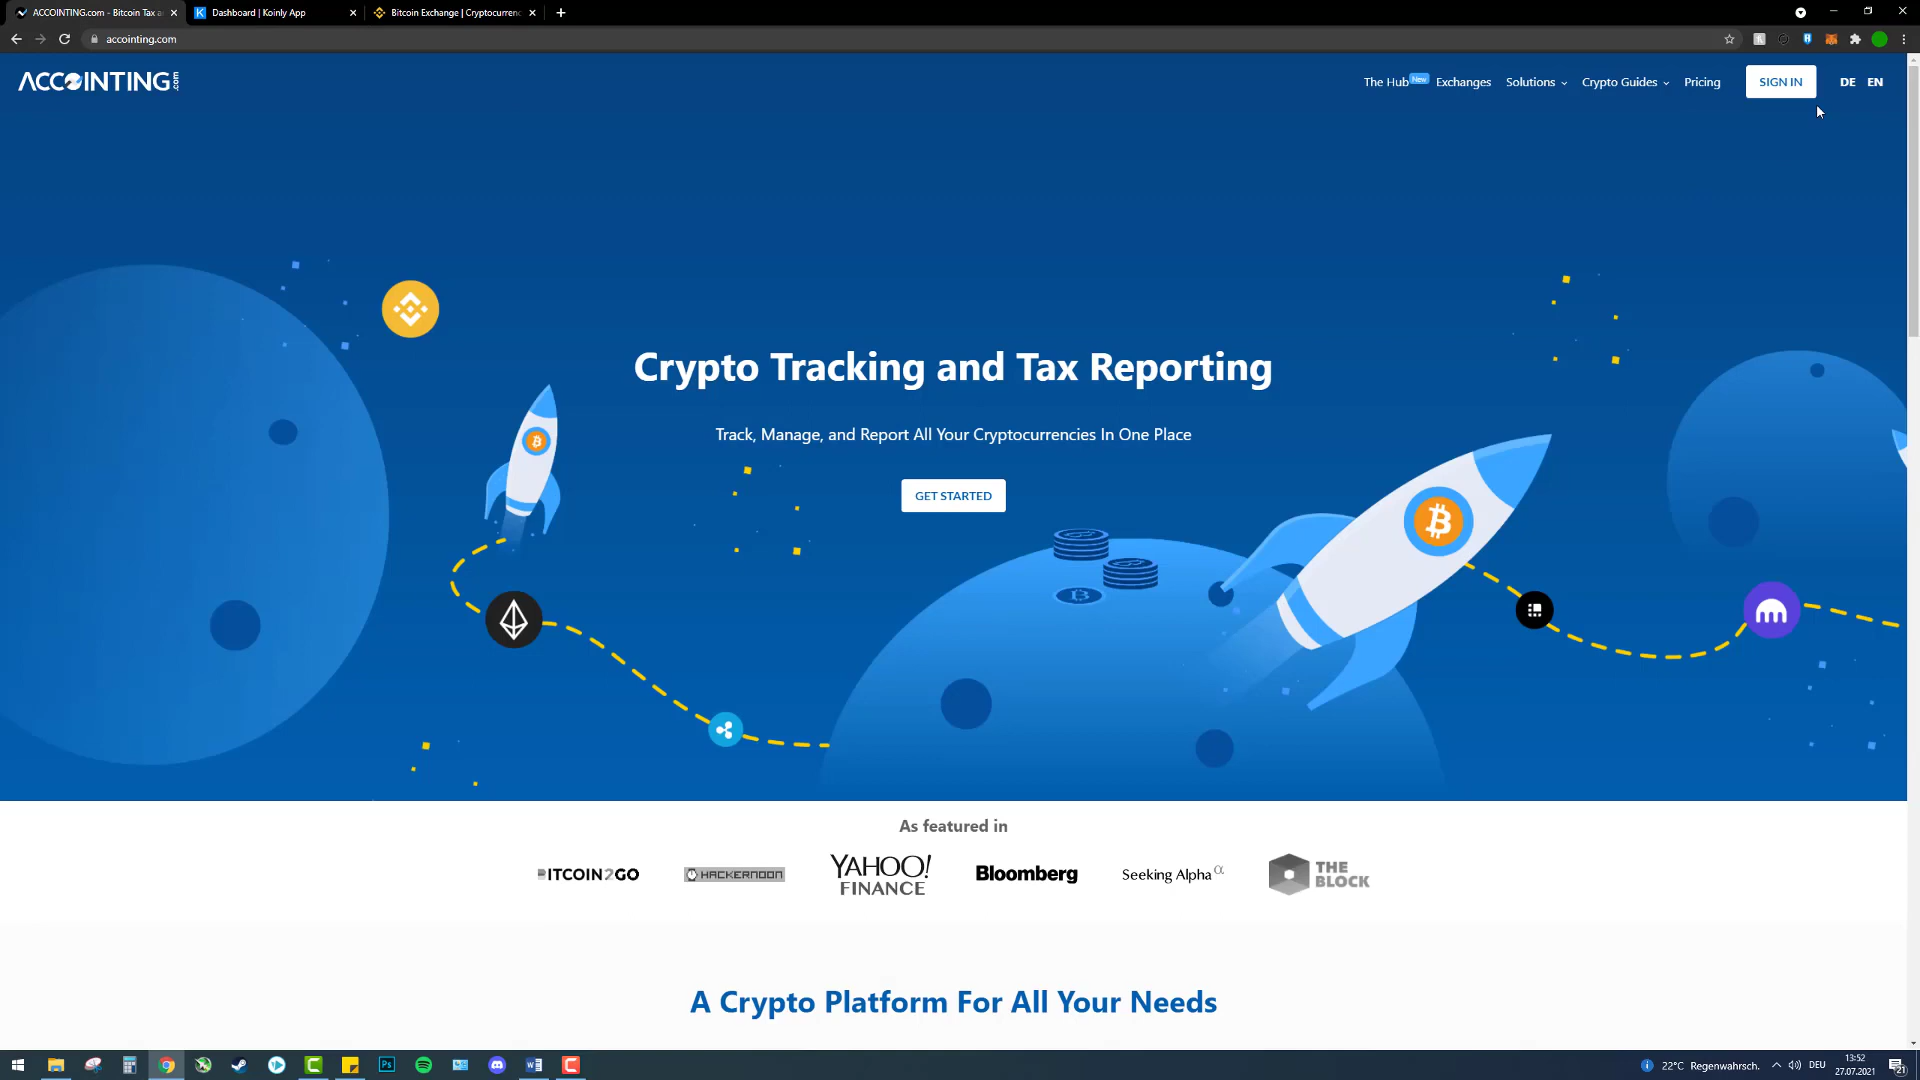 ACCOINTING.com - Bitcoin Tax a
Dashboard | Koinly App
Bitcoin Exchange | Cryptocurrenc
accointing.com
ACCOINTING.com
The Hub New
Exchanges
Solutions
Crypto Guides
Pricing
SIGN IN
DE
EN
Crypto Tracking and Tax Reporting
Track, Manage, and Report All Your Cryptocurrencies In One Place
GET STARTED
As featured in
BITCOIN2GO
HACKERNOON
YAHOO!
FINANCE
Bloomberg
Seeking Alpha α
THE
BLOCK
A Crypto Platform For All Your Needs
22°C Regenwahrsch.
DEU
13:52
27.07.2021
21